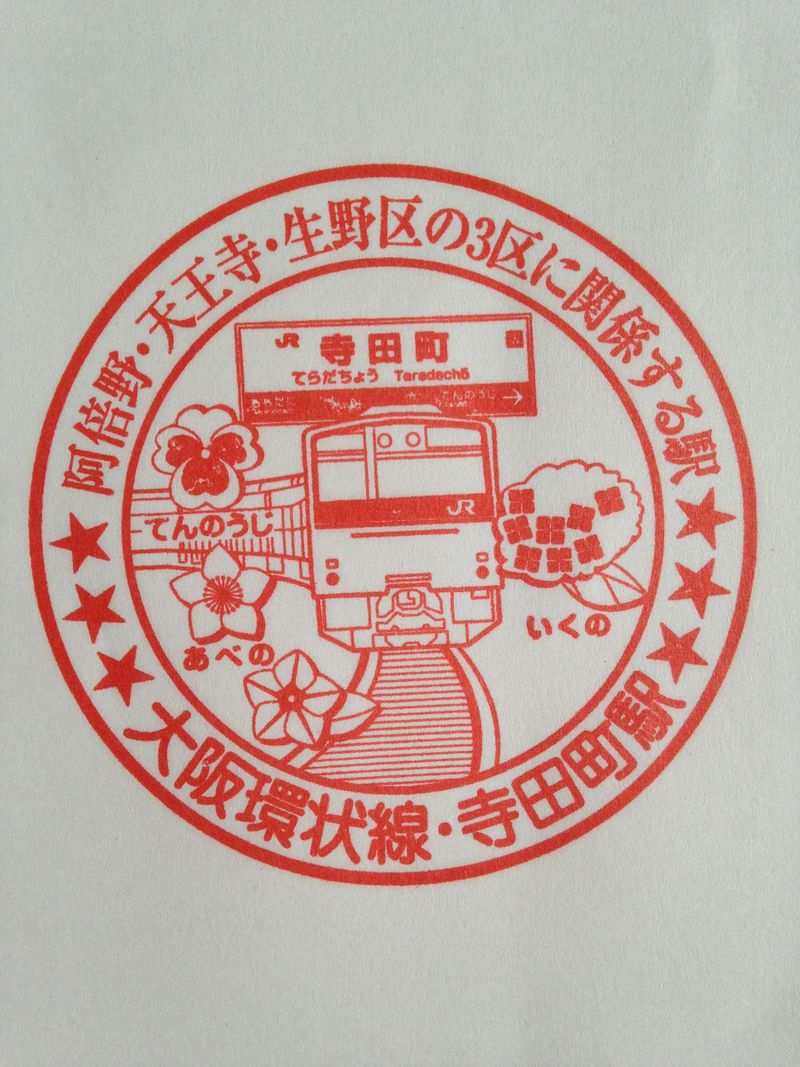 阿倍野・天王寺・生野区の3区に関係する駅
JR 寺田町
てらだちょう Teradachō
てんのうじ
JR
てんのうじ
いくの
あべの
大阪環状線・寺田町駅